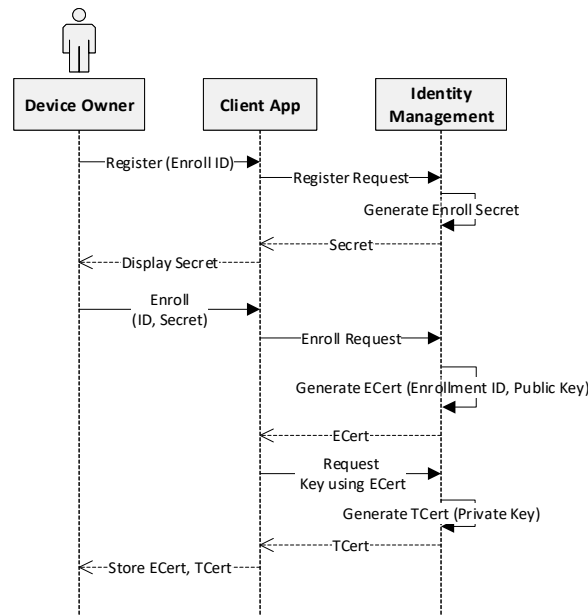 Device Owner
Client App
Identity
Management
Register (Enroll ID)
Register Request
Generate Enroll Secret
Secret
Display Secret
Enroll
(ID, Secret)
Enroll Request
Generate ECert (Enrollment ID, Public Key)
ECert
Request
Key using ECert
Generate TCert (Private Key)
TCert
Store ECert, TCert